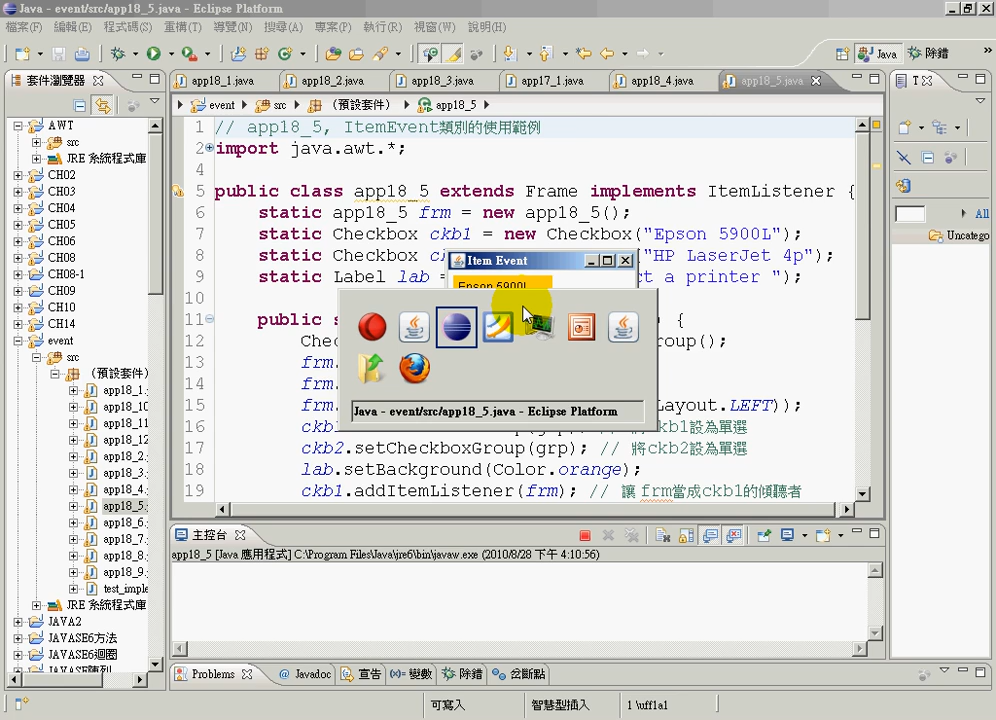 Java - event/src/app18_5.java - Eclipse Platform
檔案(F) 編輯(E) 程式碼(S) 重構(T) 導覽(N) 搜尋(A) 專案(P) 執行(R) 視窗(W) 說明(H)
Java 除錯 »
套件瀏覽器
AWT
src
JRE 系統程式庫
CH02
CH03
CH04
CH05
CH06
CH08
CH08-1
CH09
CH10
CH14
event
src
(預設套件)
app18_1.
app18_10
app18_11
app18_12
app18_2.
app18_3.
app18_4.
app18_5.
app18_6.
app18_7.
app18_8.
app18_9.
test_imple
JRE 系統程式庫
JAVA2
JAVASE6方法
JAVASE6迴圈
JAVASE陣列
app18_1.java app18_2.java app18_3.java app17_1.java app18_4.java app18_5.java
event src (預設套件) app18_5
1 // app18_5, ItemEvent類別的使用範例
2 import java.awt.*;
4
5 public class app18_5 extends Frame implements ItemListener {
6 static app18_5 frm = new app18_5();
7 static Checkbox ckb1 = new Checkbox("Epson 5900L");
8 static Checkbox ck "HP LaserJet 4p");
9 static Label lab = ct a printer ");
10
11 public s {
12 Che roup();
13 frm.
14 frm.
15 frm. Layout.LEFT));
16 ckb1設為單選
17 ckb2.setCheckboxGroup(grp); // 將ckb2設為單選
18 lab.setBackground(Color.orange);
19 ckb1.addItemListener(frm); // 讓 frm當成ckb1的傾聽者
Item Event
Epson 5900L
Java - event/src/app18_5.java - Eclipse Platform
T
All
Uncatego
主控台
app18_5 [Java 應用程式] C:\Program Files\Java\jre6\bin\javaw.exe (2010/8/28 下午 4:10:56)
Problems @ Javadoc 宣告 (x)= 變數 除錯 岔斷點
可寫入 智慧型插入 1 \uff1a1